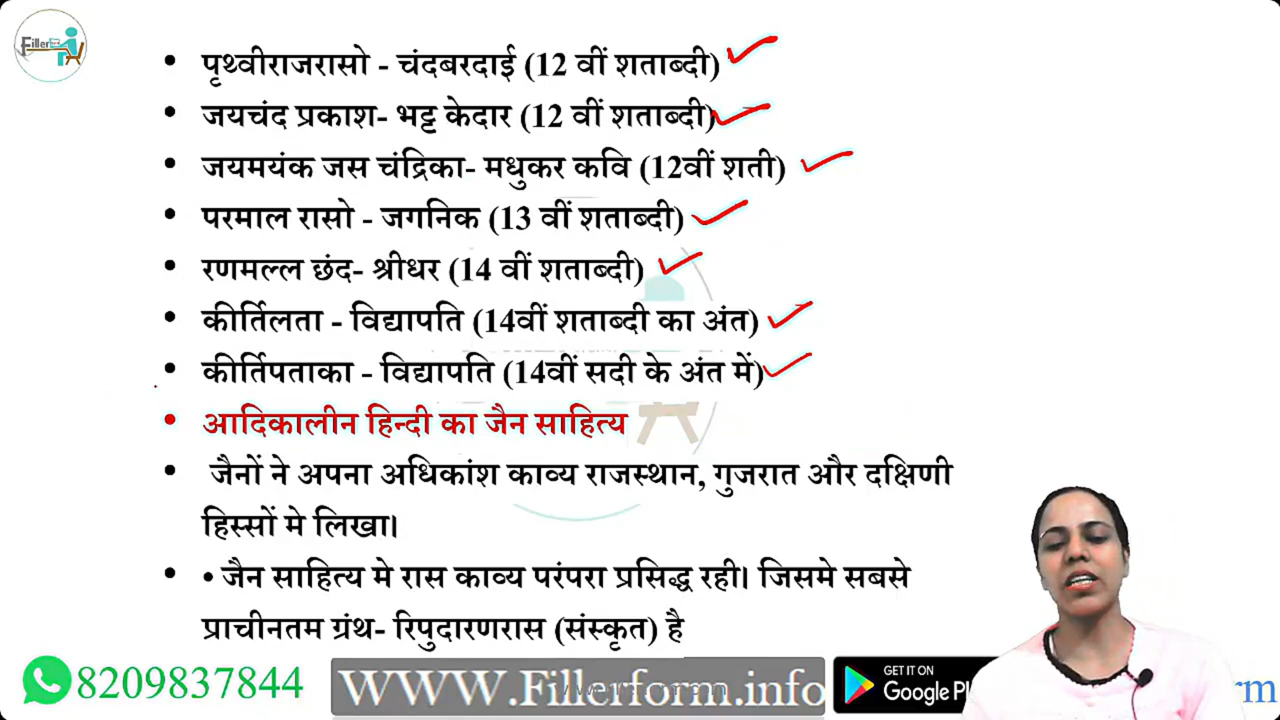 Filler
• पृथ्वीराजरासो - चंदबरदाई (12 वीं शताब्दी)
• जयचंद प्रकाश- भट्ट केदार (12 वीं शताब्दी)
• जयमयंक जस चंद्रिका- मधुकर कवि (12वीं शती)
• परमाल रासो - जगनिक (13 वीं शताब्दी)
• रणमल्ल छंद- श्रीधर (14 वीं शताब्दी)
• कीर्तिलता - विद्यापति (14वीं शताब्दी का अंत)
• कीर्तिपताका - विद्यापति (14वीं सदी के अंत में)
• आदिकालीन हिन्दी का जैन साहित्य
• जैनों ने अपना अधिकांश काव्य राजस्थान, गुजरात और दक्षिणी
हिस्सों मे लिखा।
• • जैन साहित्य मे रास काव्य परंपरा प्रसिद्ध रही। जिसमे सबसे
प्राचीनतम ग्रंथ- रिपुदारणरास (संस्कृत) है
8209837844
WWW.Fillerform.info
GET IT ON
Google Pl